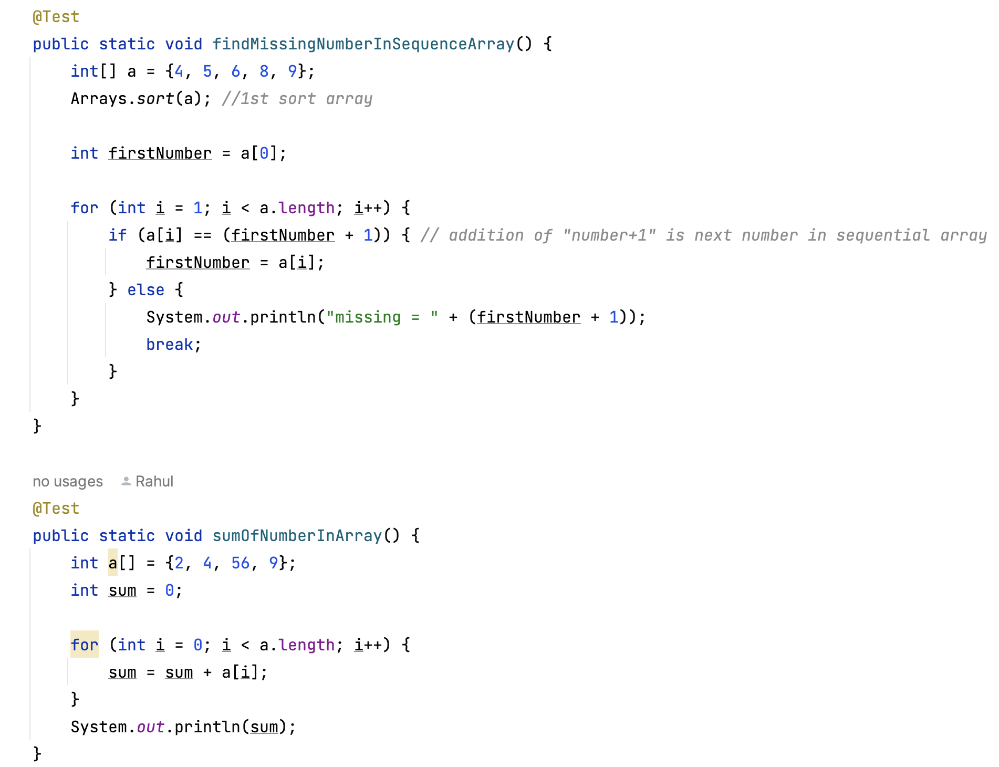 @Test
public static void findMissingNumberInSequenceArray() {
    int[] a = {4, 5, 6, 8, 9};
    Arrays.sort(a); //1st sort array
    int firstNumber = a[0];
    for (int i = 1; i < a.length; i++) {
        if (a[i] == (firstNumber + 1)) { // addition of "number+1" is next number in sequential array
            firstNumber = a[i];
        } else {
            System.out.println("missing = " + (firstNumber + 1));
            break;
        }
    }
}
no usages Rahul
@Test
public static void sumOfNumberInArray() {
    int a[] = {2, 4, 56, 9};
    int sum = 0;
    for (int i = 0; i < a.length; i++) {
        sum = sum + a[i];
    }
    System.out.println(sum);
}